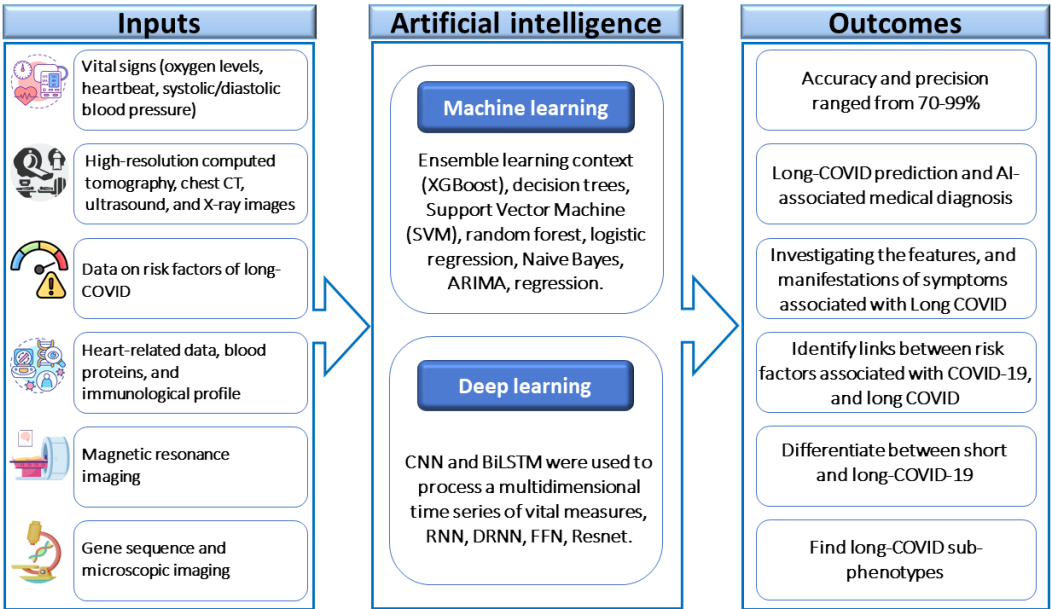 Inputs
Vital signs (oxygen levels,
heartbeat, systolic/diastolic
blood pressure)
High-resolution computed
tomography, chest CT,
ultrasound, and X-ray images
Data on risk factors of long-
COVID
Heart-related data, blood
proteins, and
immunological profile
Magnetic resonance
imaging
Gene sequence and
microscopic imaging
Artificial intelligence
Machine learning
Ensemble learning context
(XGBoost), decision trees,
Support Vector Machine
(SVM), random forest, logistic
regression, Naive Bayes,
ARIMA, regression.
Deep learning
CNN and BiLSTM were used to
process a multidimensional
time series of vital measures,
RNN, DRNN, FFN, Resnet.
Outcomes
Accuracy and precision
ranged from 70-99%
Long-COVID prediction and AI-
associated medical diagnosis
Investigating the features, and
manifestations of symptoms
associated with Long COVID
Identify links between risk
factors associated with COVID-19,
and long COVID
Differentiate between short
and long-COVID-19
Find long-COVID sub-
phenotypes